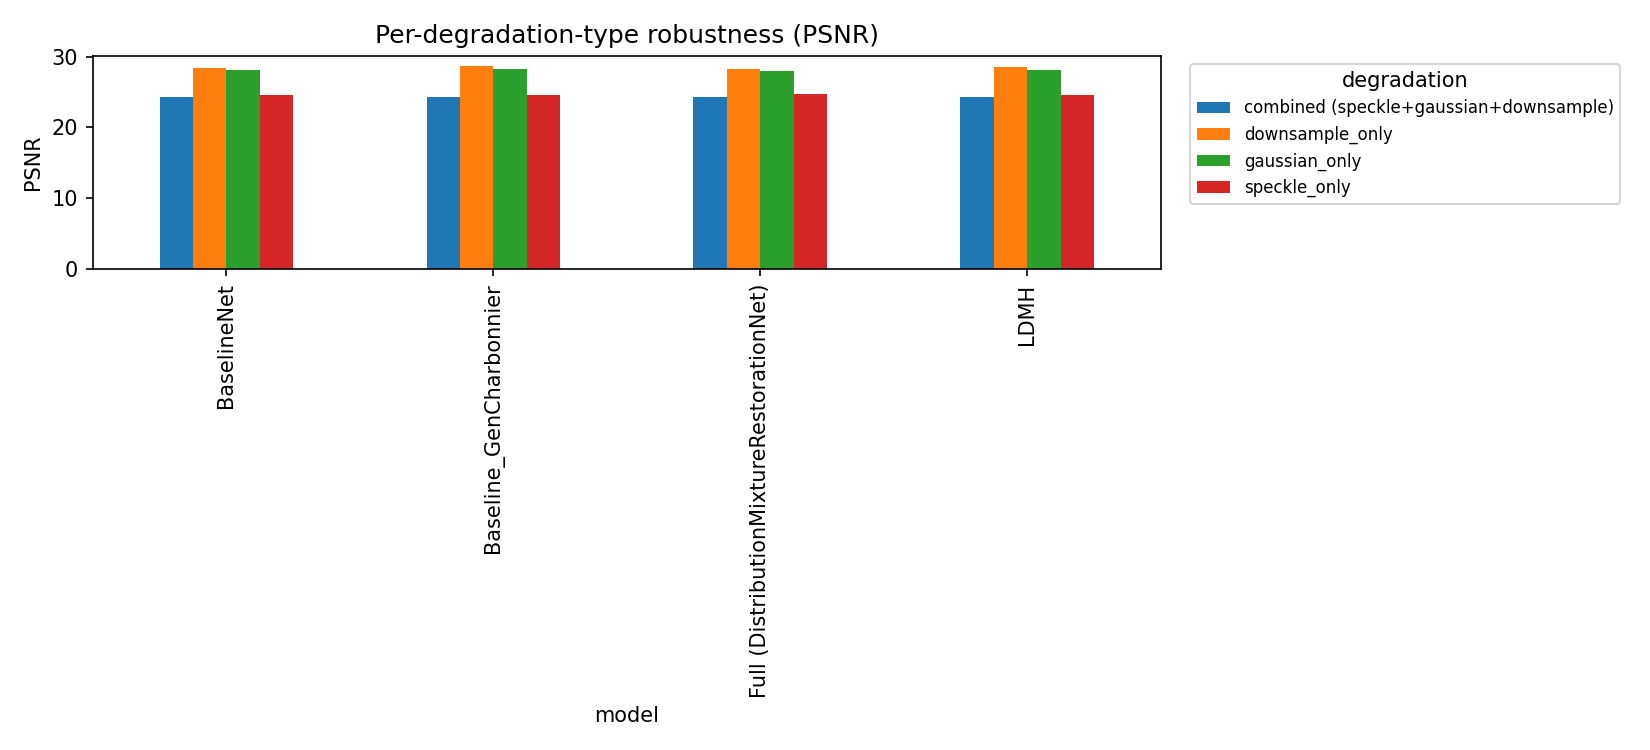 Per-degradation-type robustness (PSNR)
PSNR
30
20
10
0
BaselineNet
Baseline_GenCharbonnier
Full (DistributionMixtureRestorationNet)
LDMH
model
degradation
combined (speckle+gaussian+downsample)
downsample_only
gaussian_only
speckle_only